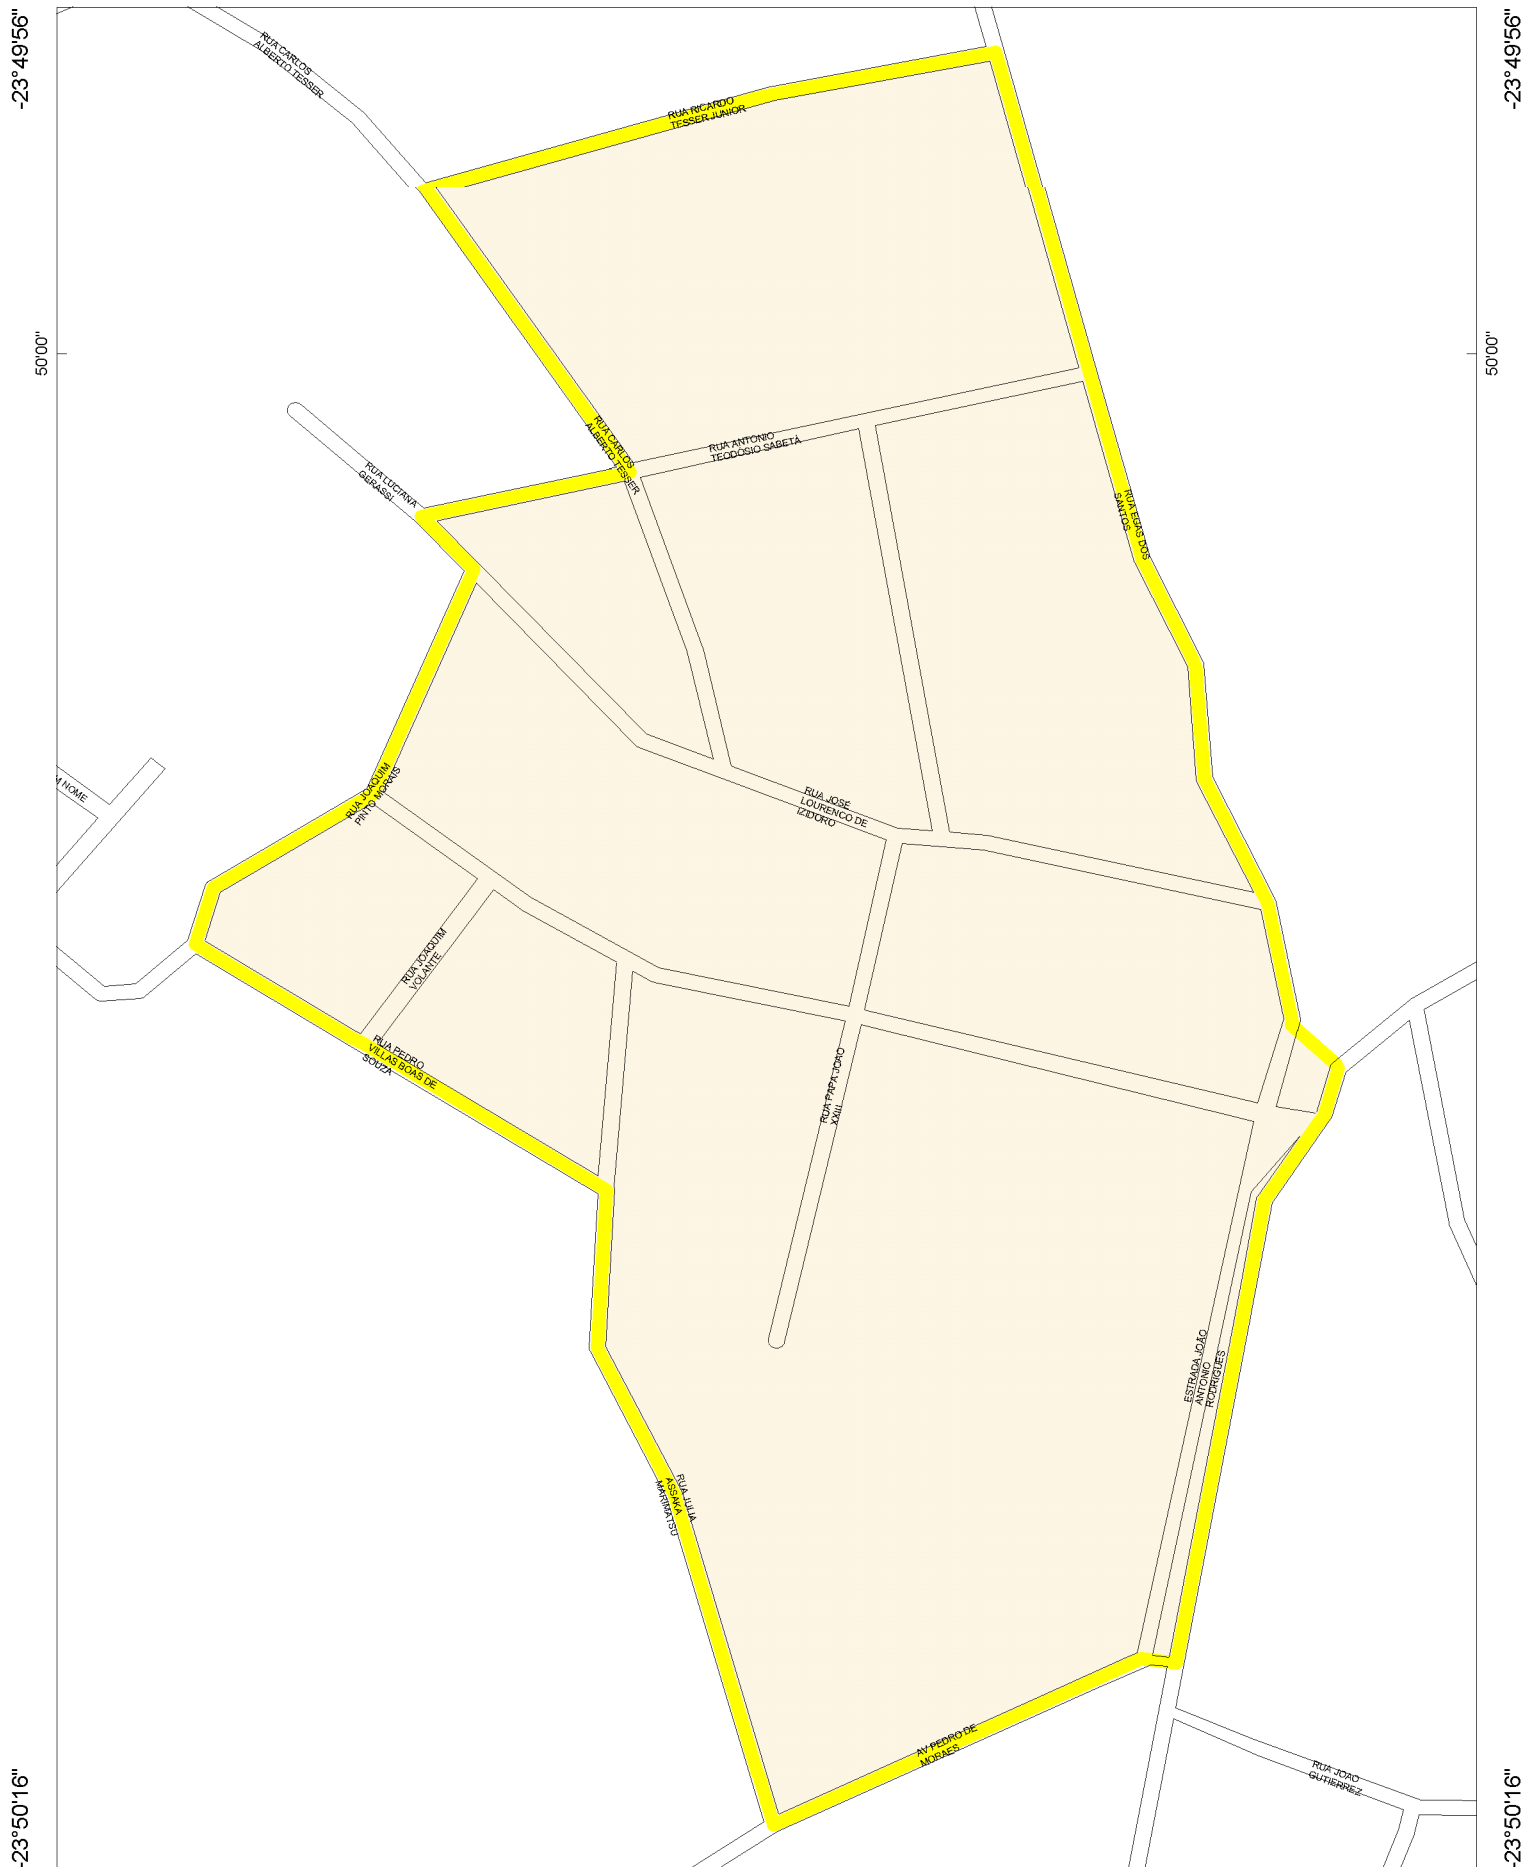 -23°49'56"
-23°49'56"
RUA CARLOS
ALBERTO TESSER
RUA RICARDO
TESSER JUNIOR
50'00"
50'00"
RUA CARLOS
ALBERTO TESSER
RUA ANTONIO
TEODOSIO SABETA
RUA LUCIANA
GERASSI
RUA EGAS DOS
SANTOS
RUA JOAQUIM
PINTO MORAIS
M NOME
RUA JOSÉ
LOURENCO DE
IZIDORO
RUA JOAQUIM
VOLANTE
RUA PEDRO
VILLAS BOAS DE
SOUZA
RUA PAPA JOAO
XXIII
ESTRADA JOÃO
ANTONIO
RODRIGUES
RUA JULIA
ASSAKA
MARIMATSU
AV PEDRO DE
MORAES
RUA JOAO
GUTIERREZ
-23°50'16"
-23°50'16"